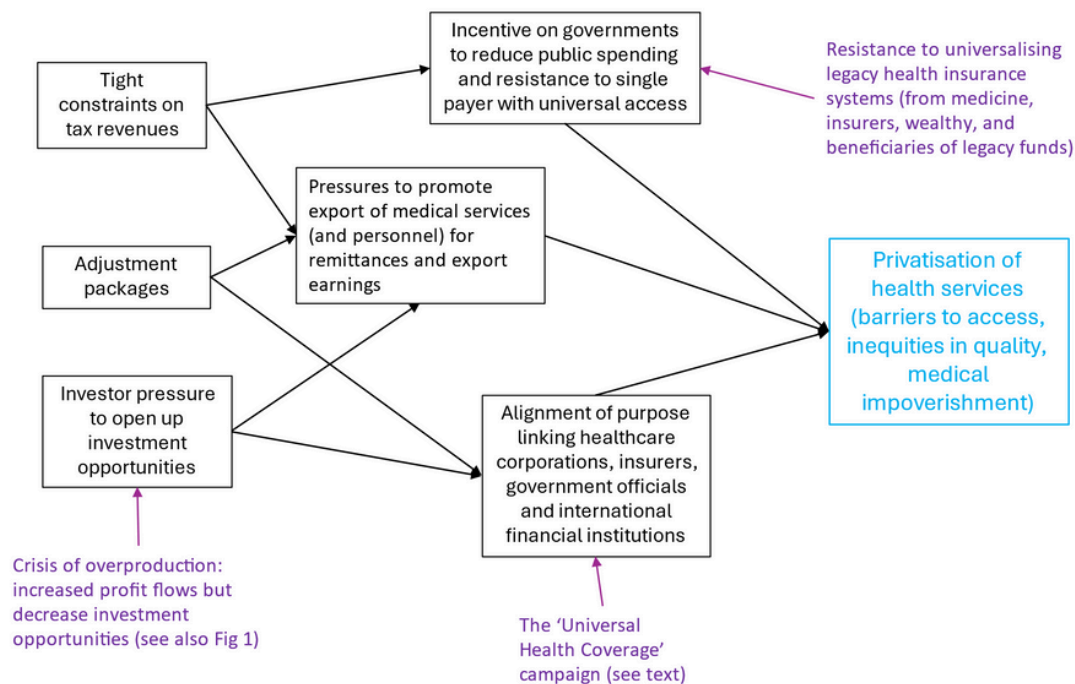 Tight
constraints on
tax revenues
Incentive on governments
to reduce public spending
and resistance to single
payer with universal access
Resistance to universalising
legacy health insurance
systems (from medicine,
insurers, wealthy, and
beneficiaries of legacy funds)
Adjustment
packages
Pressures to promote
export of medical services
(and personnel) for
remittances and export
earnings
Privatisation of
health services
(barriers to access,
inequities in quality,
medical
impoverishment)
Investor pressure
to open up
investment
opportunities
Alignment of purpose
linking healthcare
corporations, insurers,
government officials
and international
financial institutions
Crisis of overproduction:
increased profit flows but
decrease investment
opportunities (see also Fig 1)
The ‘Universal
Health Coverage’
campaign (see text)